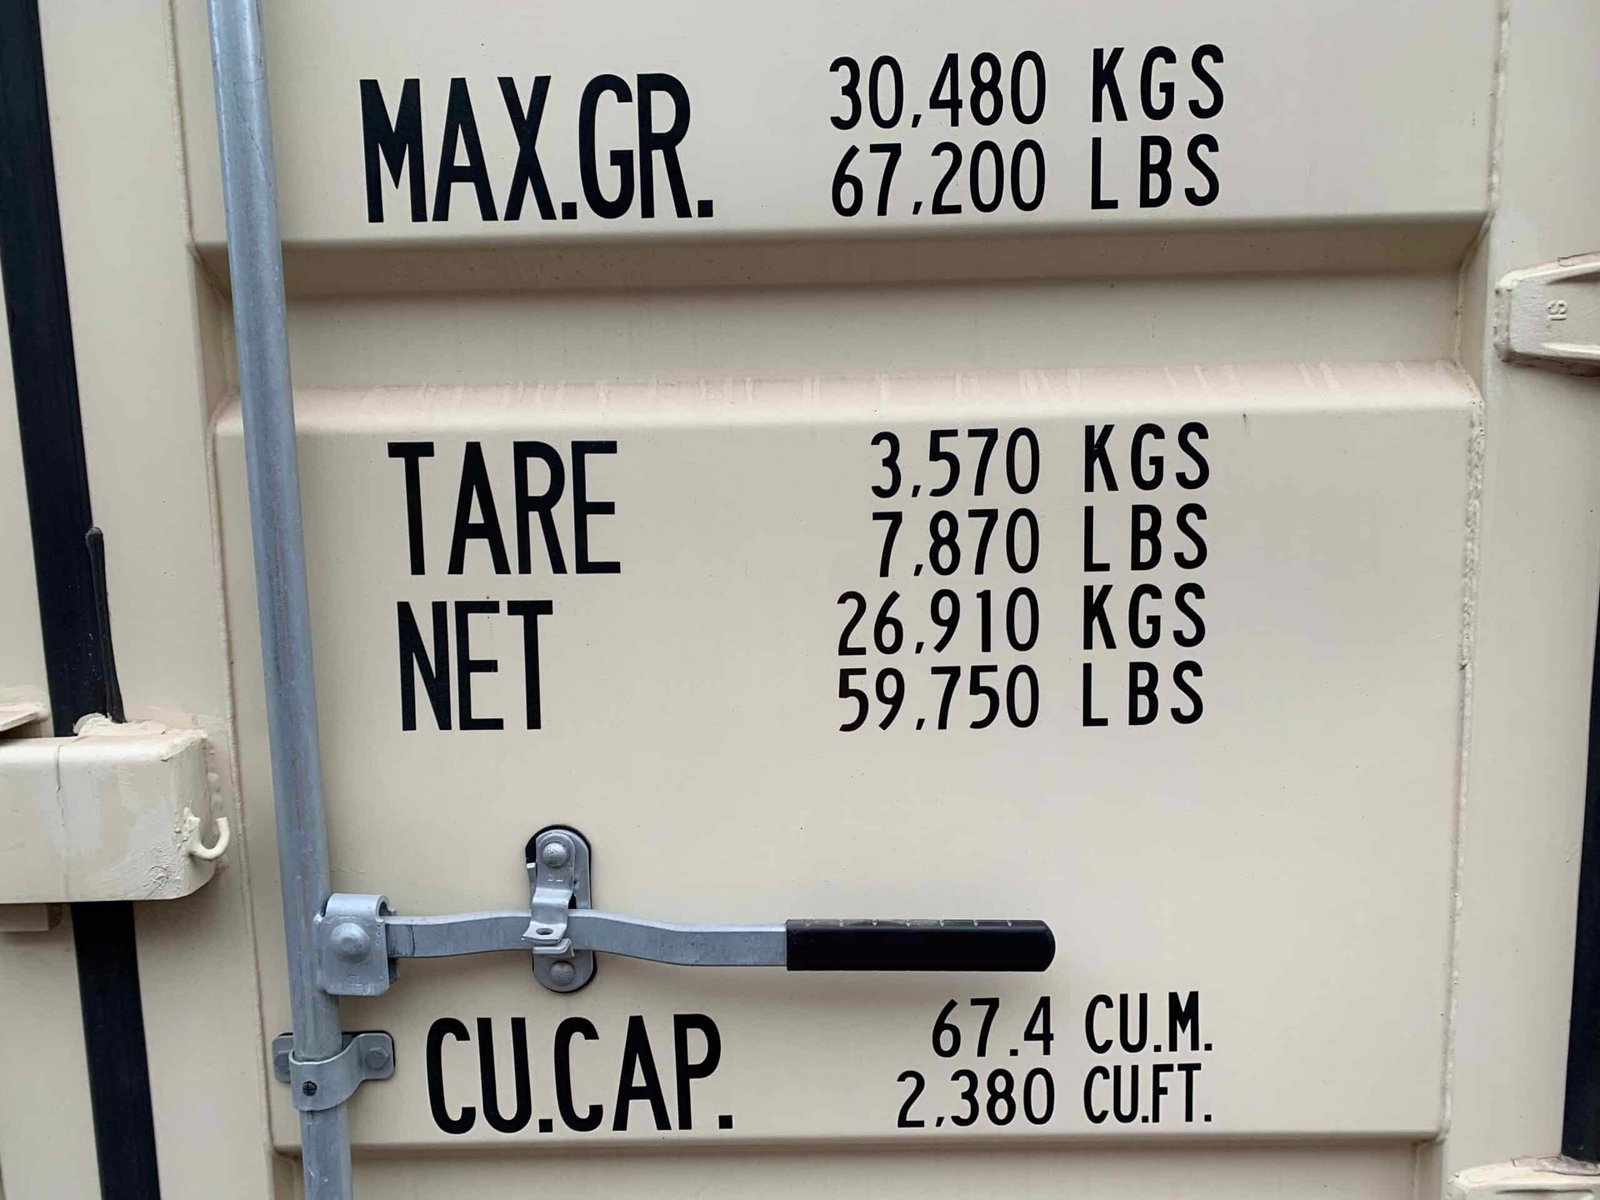 MAX.GR. 30,480 KGS
67,200 LBS
TARE 3,570 KGS
7,870 LBS
NET 26,910 KGS
59,750 LBS
CU.CAP. 67.4 CU.M.
2,380 CU.FT.